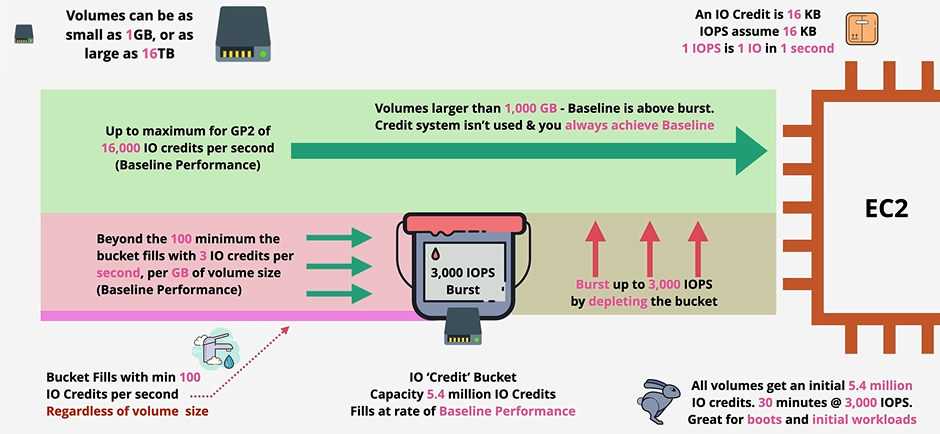 Volumes can be as
small as 1GB, or as
large as 16TB
An IO Credit is 16 KB
IOPS assume 16 KB
1 IOPS is 1 IO in 1 second
Volumes larger than 1,000 GB - Baseline is above burst.
Credit system isn't used & you always achieve Baseline
Up to maximum for GP2 of
16,000 IO credits per second
(Baseline Performance)
EC2
Beyond the 100 minimum the
bucket fills with 3 IO credits per
second, per GB of volume size
(Baseline Performance)
3,000 IOPS
Burst
Burst up to 3,000 IOPS
by depleting the bucket
Bucket Fills with min 100
IO Credits per second
Regardless of volume size
IO 'Credit' Bucket
Capacity 5.4 million IO Credits
Fills at rate of Baseline Performance
All volumes get an initial 5.4 million
IO credits. 30 minutes @ 3,000 IOPS.
Great for boots and initial workloads